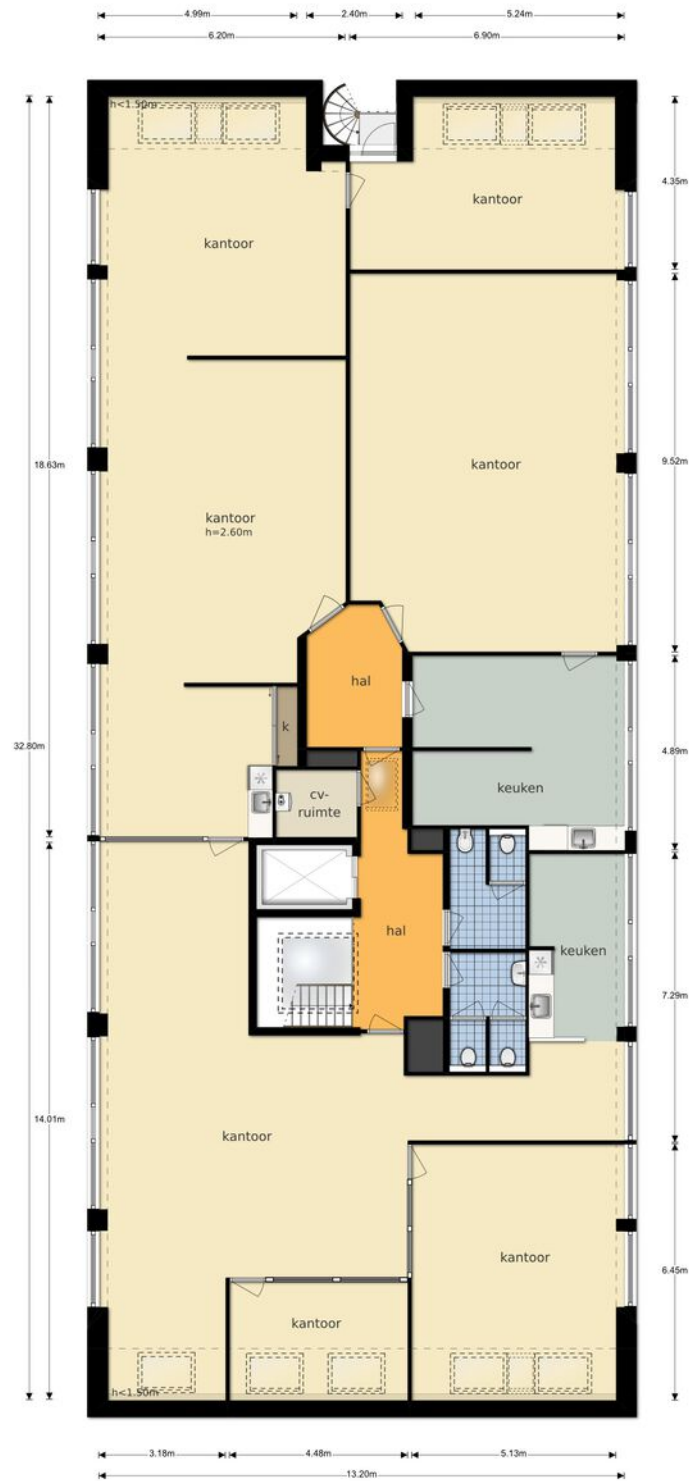 4.99m
2.40m
5.24m
6.20m
6.90m
h<1.50m
kantoor
4.35m
kantoor
18.63m
kantoor
9.52m
kantoor
h=2.60m
hal
k
32.80m
4.89m
cv-
ruimte
keuken
hal
keuken
7.29m
14.01m
kantoor
kantoor
6.45m
kantoor
h<1.50m
3.18m
4.48m
5.13m
13.20m